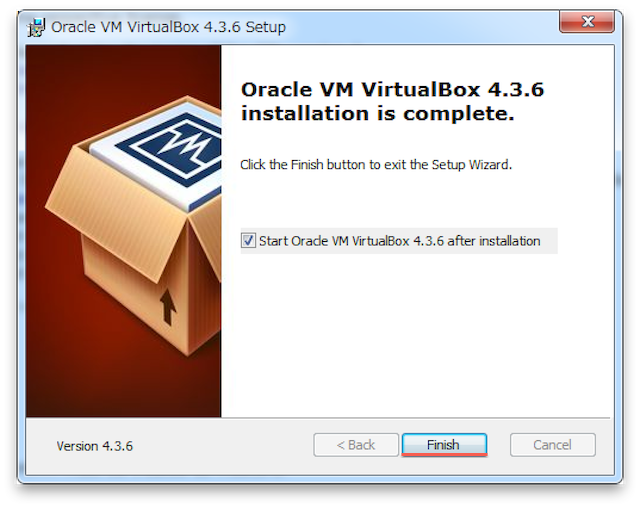 Oracle VM VirtualBox 4.3.6 Setup
Oracle VM VirtualBox 4.3.6
installation is complete.
Click the Finish button to exit the Setup Wizard.
Start Oracle VM VirtualBox 4.3.6 after installation
Version 4.3.6
< Back
Finish
Cancel